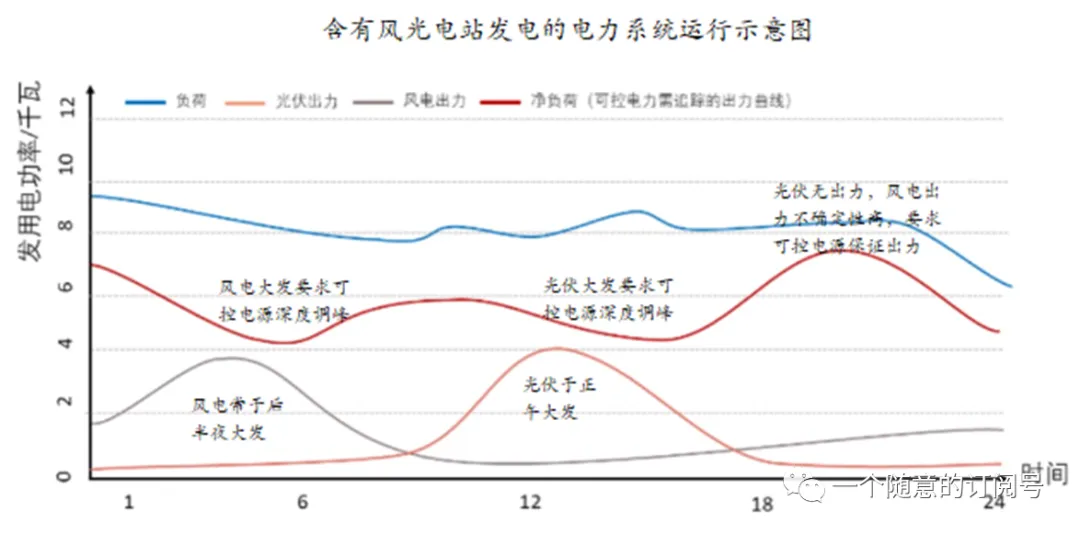 含有风光电站发电的电力系统运行示意图
发用电功率/千瓦
12
10
8
6
4
2
0
负荷 光伏出力 风电出力 净负荷（可控电力需追踪的出力曲线）
光伏无出力，风电出
力不确定性高，要求
可控电源保证出力
风电大发要求可
控电源深度调峰
光伏大发要求可
控电源深度调峰
风电常于后
半夜大发
光伏于正
午大发
时间
1 6 12 18 24
一个随意的订阅号